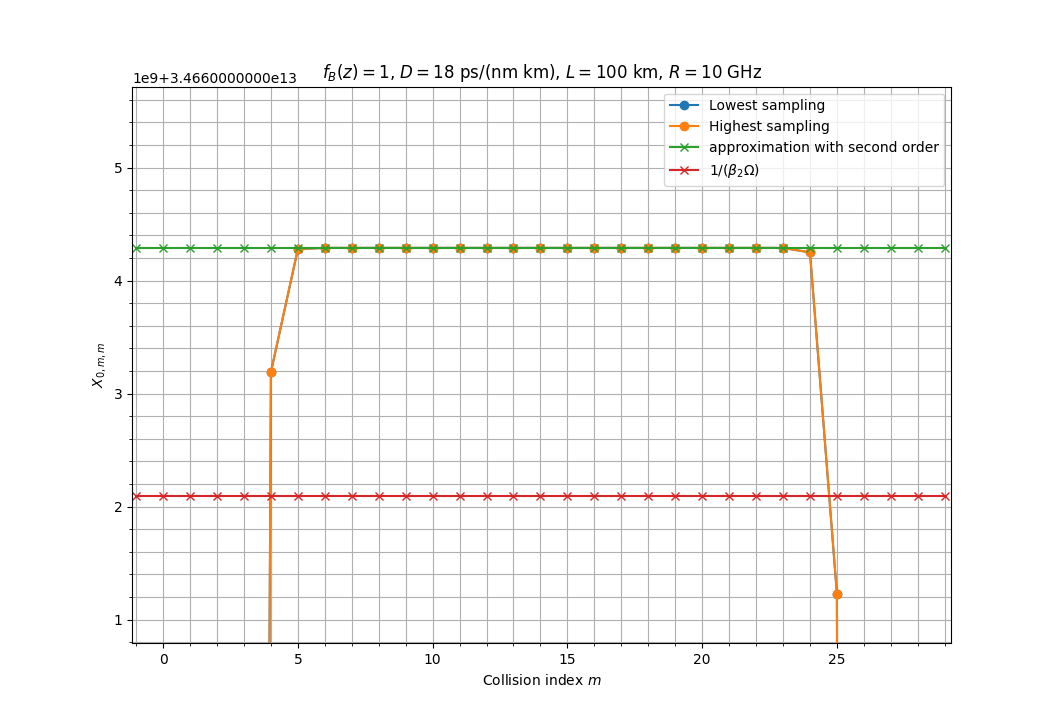 f_B(z) = 1, D = 18 ps/(nm km), L = 100 km, R = 10 GHz
1e9+3.4660000000e13
Lowest sampling
Highest sampling
approximation with second order
1/(β₂Ω)
5
4
3
2
1
X_{0,m,m}
0 5 10 15 20 25
Collision index m